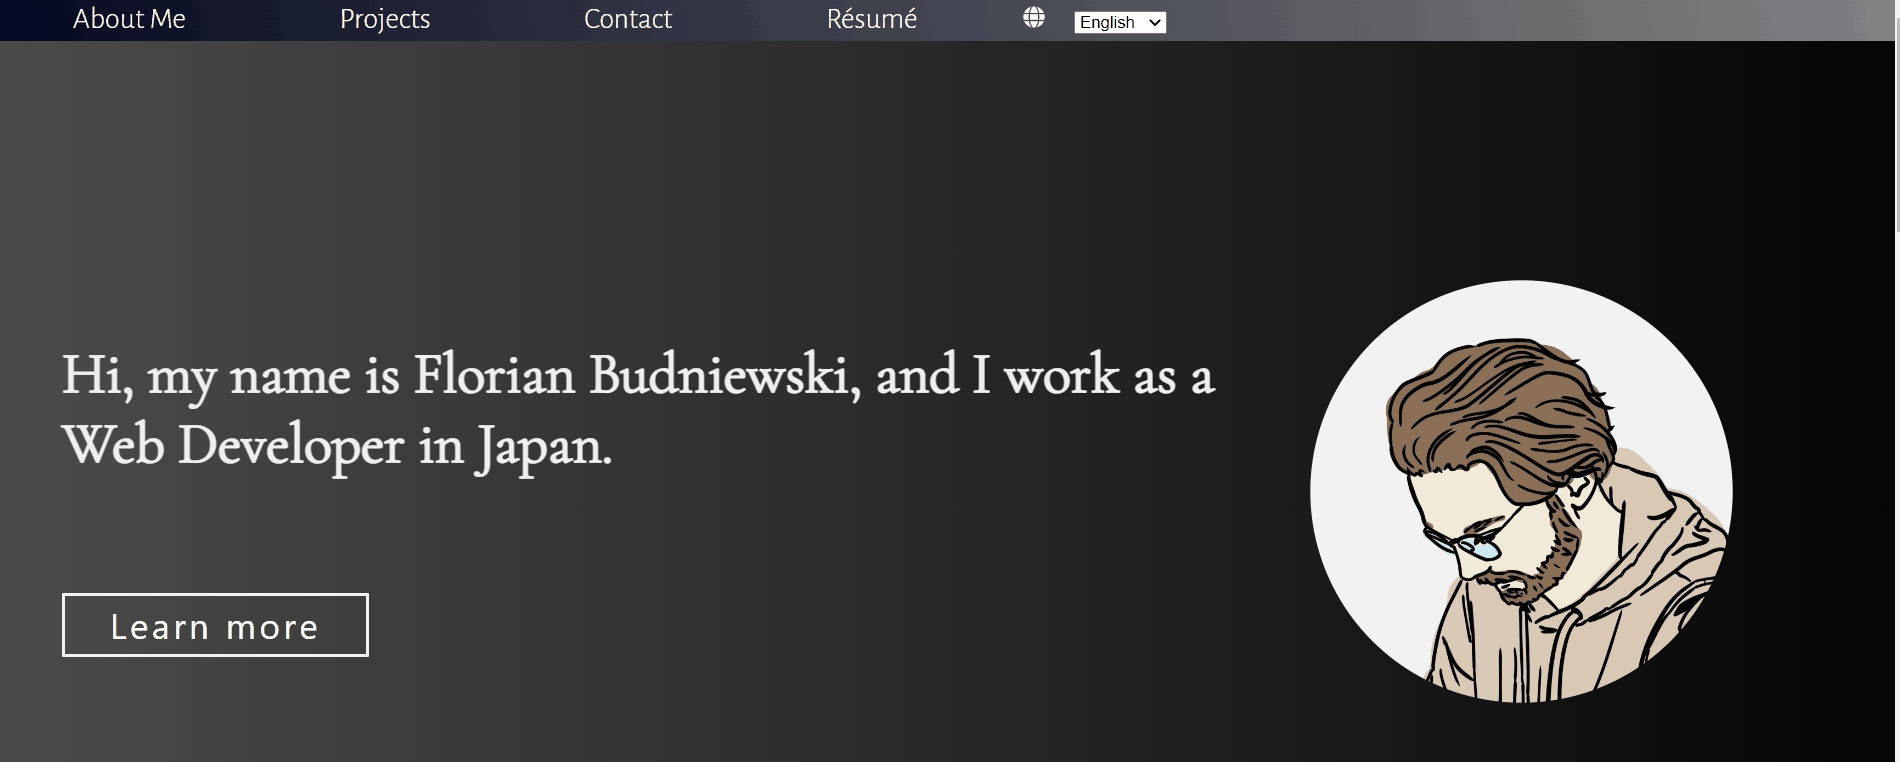 About Me
Projects
Contact
Résumé
English
Hi, my name is Florian Budniewski, and I work as a
Web Developer in Japan.
Learn more